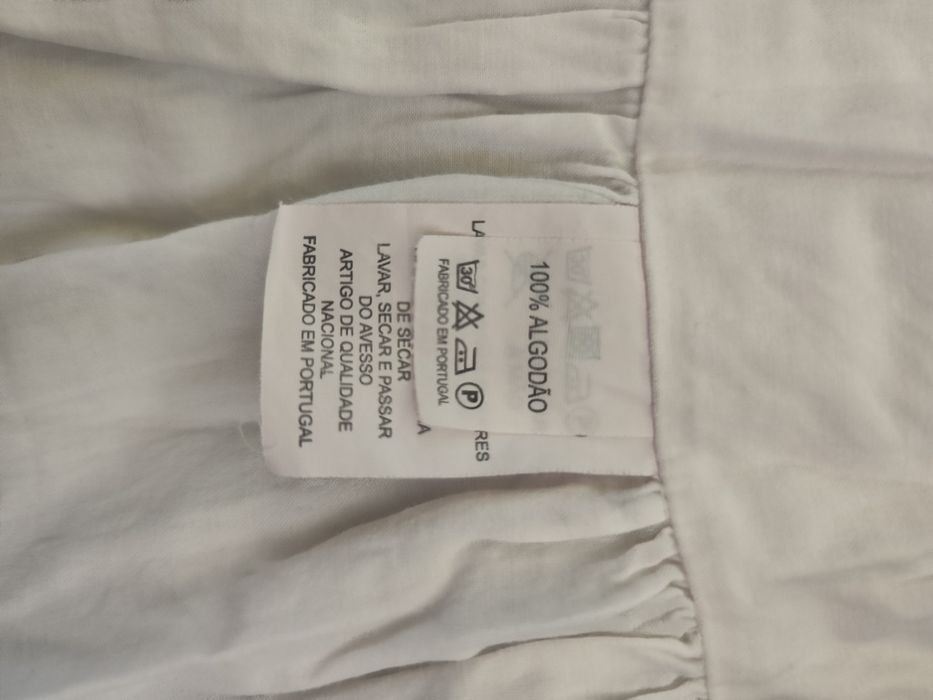 100% ALGODÃO
30 P
FABRICADO EM PORTUGAL
LA
RES
A
DE SECAR
LAVAR, SECAR E PASSAR
DO AVESSO
ARTIGO DE QUALIDADE
NACIONAL
FABRICADO EM PORTUGAL